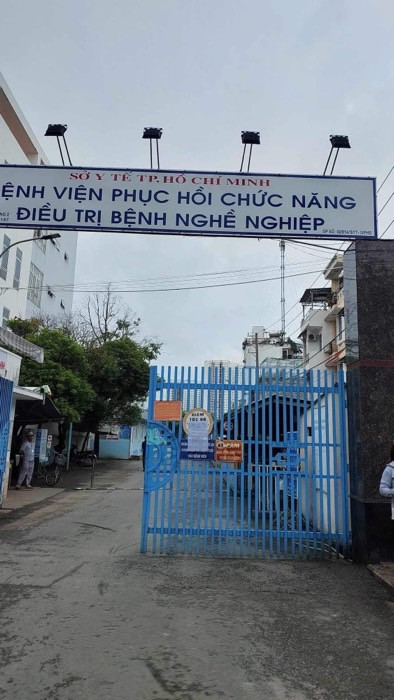 SỞ Y TẾ TP.HỒ CHÍ MINH
ỆNH VIỆN PHỤC HỒI CHỨC NĂNG
ĐIỀU TRỊ BỆNH NGHỀ NGHIỆP